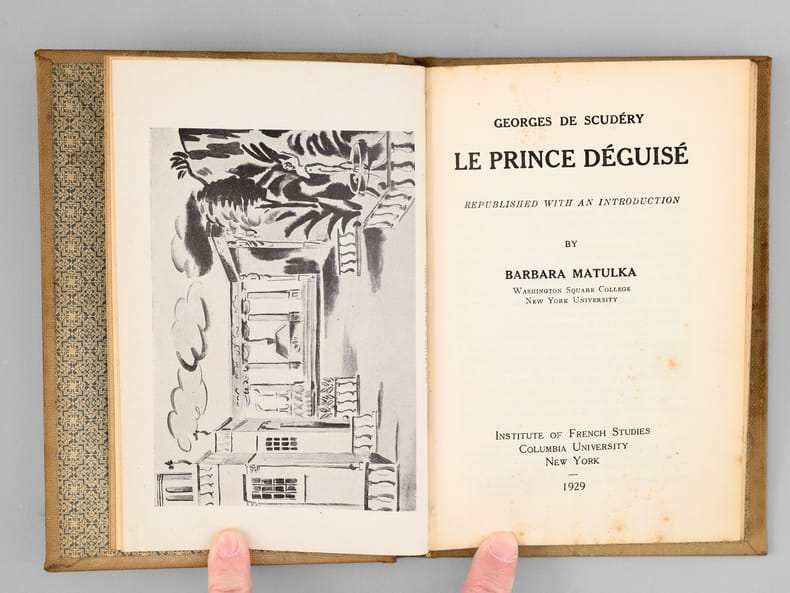 GEORGES DE SCUDÉRY
LE PRINCE DÉGUISÉ
REPUBLISHED WITH AN INTRODUCTION
BY
BARBARA MATULKA
WASHINGTON SQUARE COLLEGE
NEW YORK UNIVERSITY
INSTITUTE OF FRENCH STUDIES
COLUMBIA UNIVERSITY
NEW YORK
—
1929